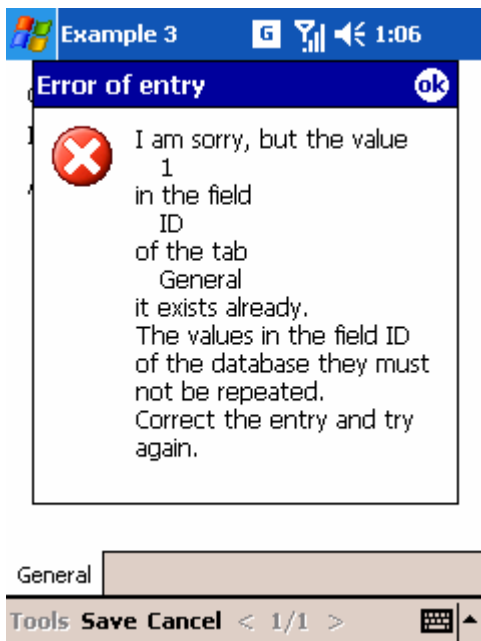 Example 3 G 1:06
Error of entry ok
I am sorry, but the value
1
in the field
ID
of the tab
General
it exists already.
The values in the field ID
of the database they must
not be repeated.
Correct the entry and try
again.
General
Tools Save Cancel < 1/1 >